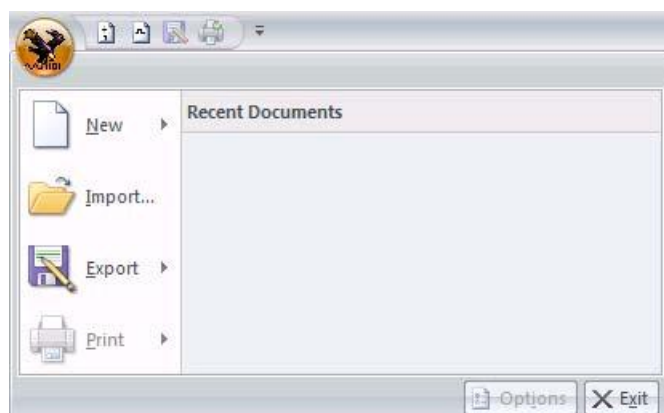 New
Recent Documents
Import...
Export
Print
Options
Exit